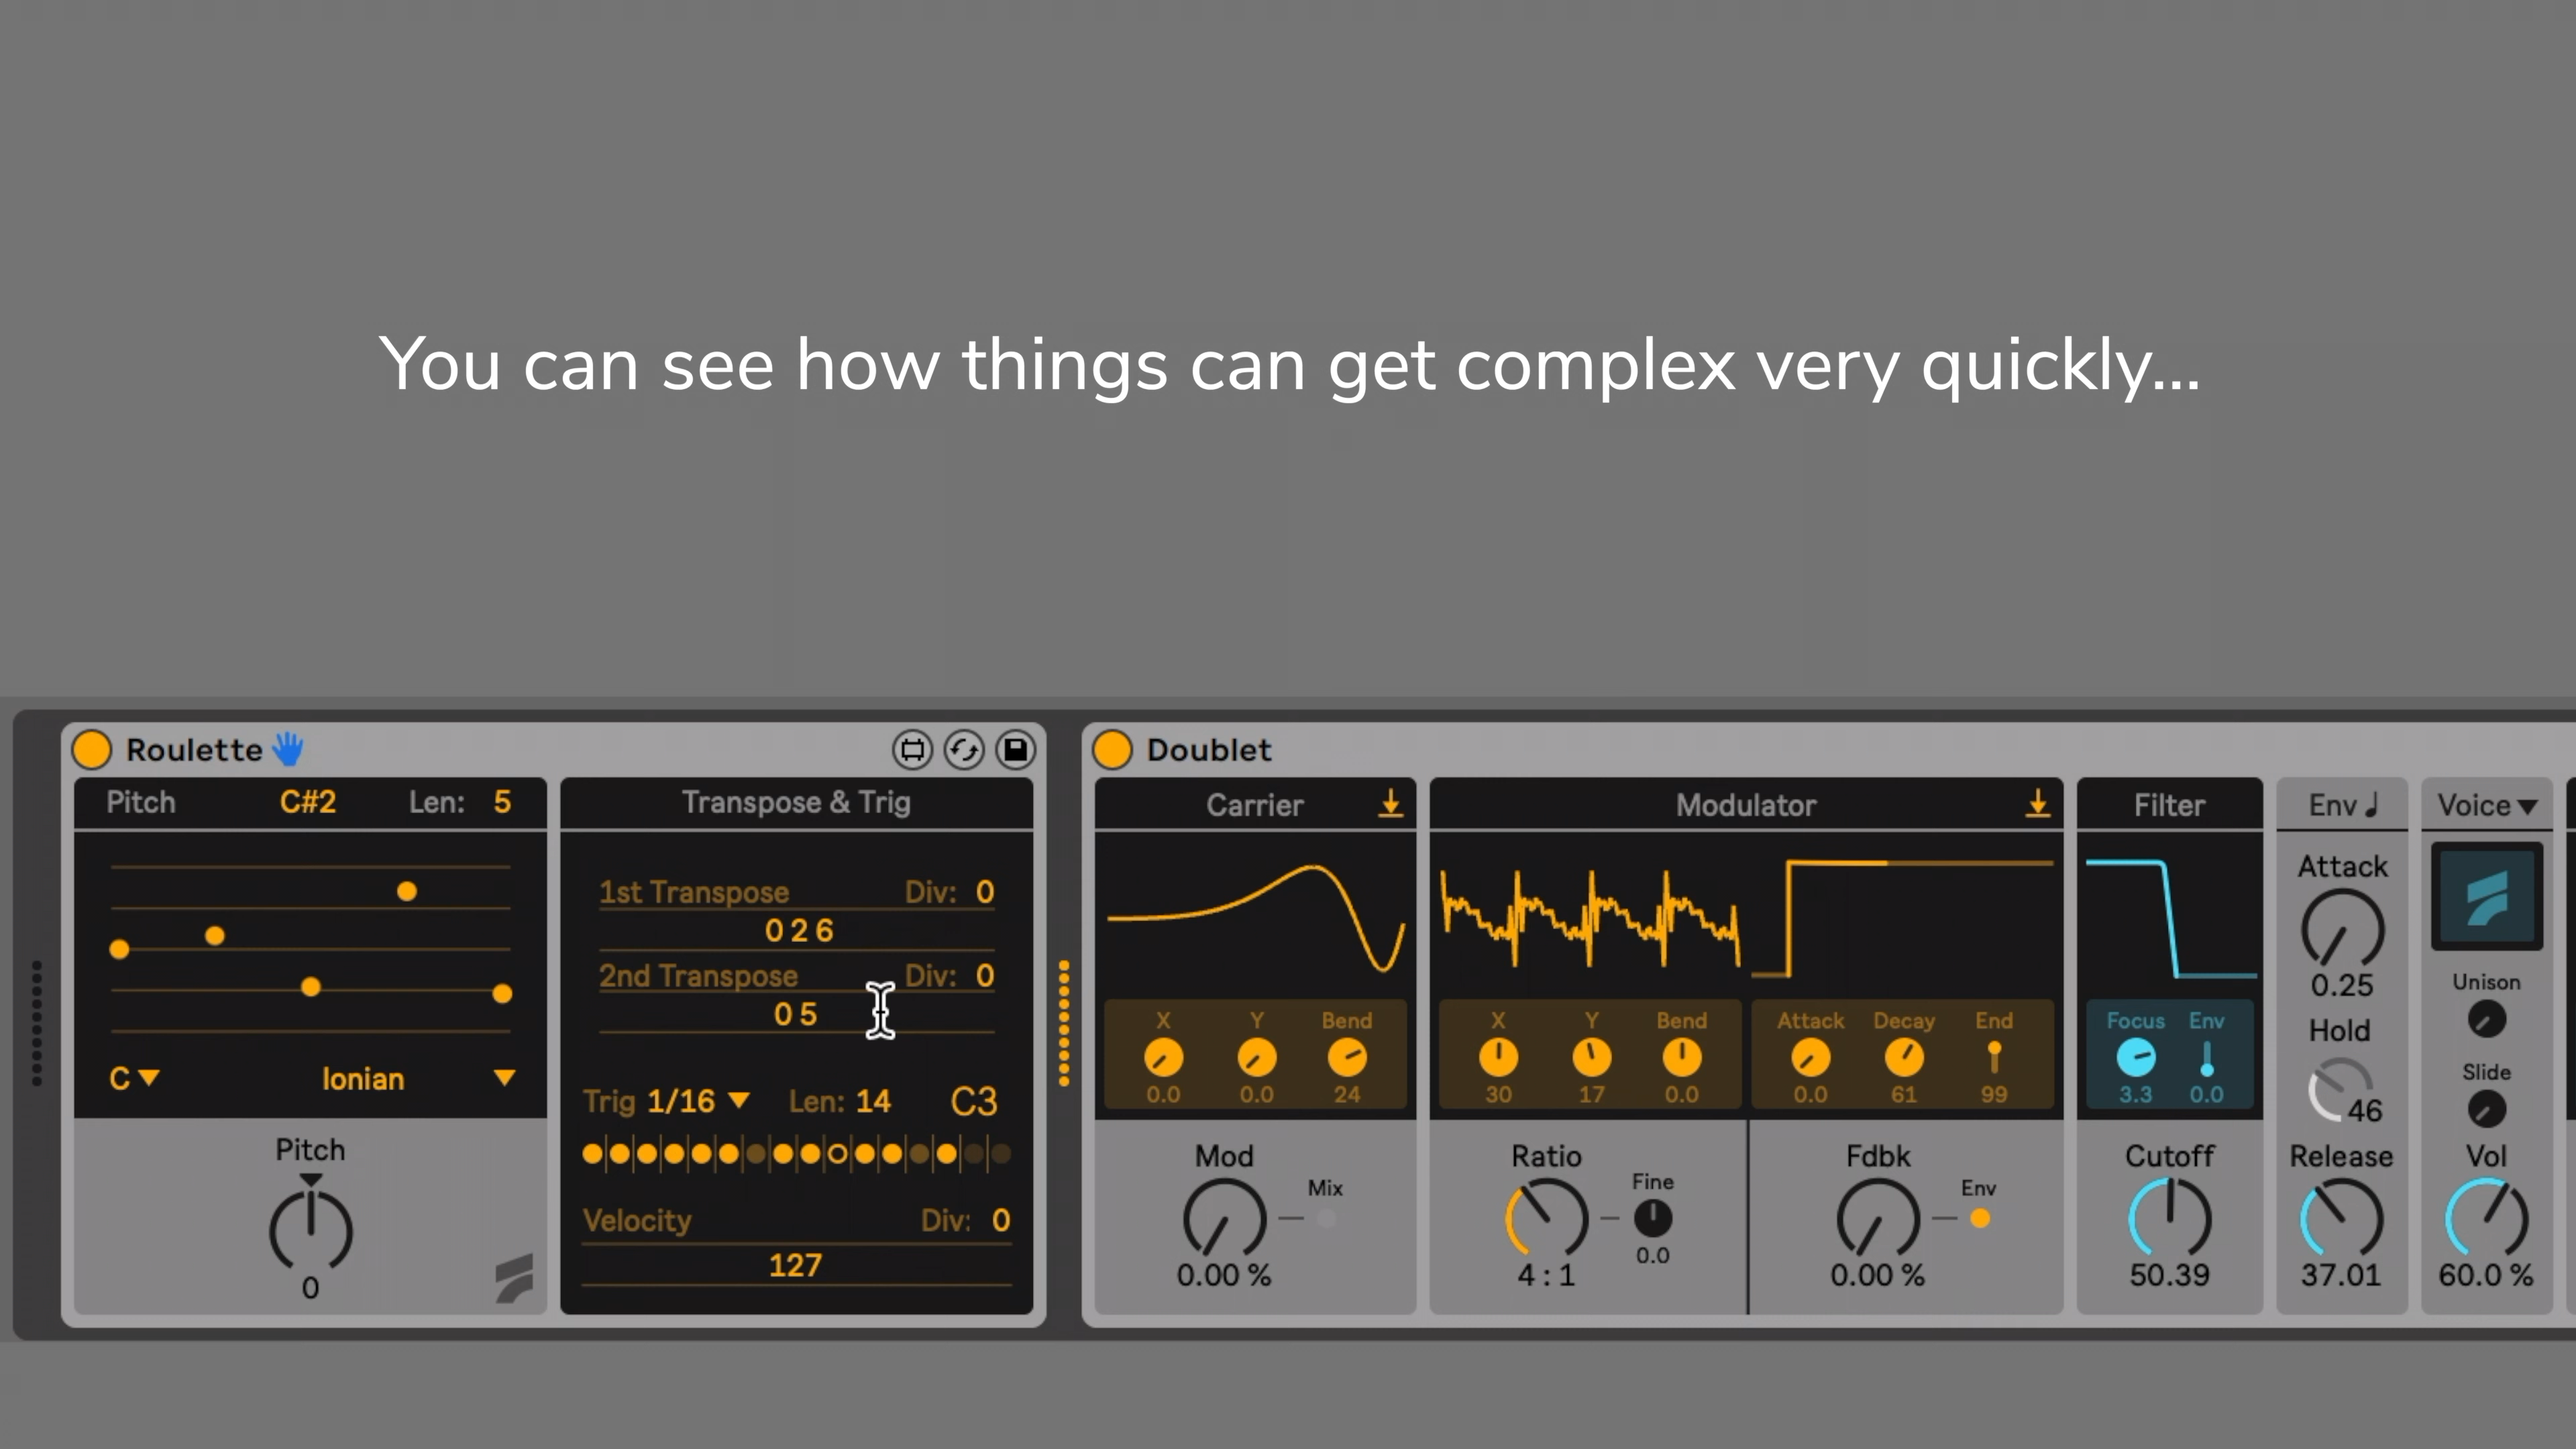 You can see how things can get complex very quickly...
Roulette
Doublet
Pitch C#2 Len: 5
Transpose & Trig
1st Transpose Div: 0
0 2 6
2nd Transpose Div: 0
0 5
C Ionian
Trig 1/16 Len: 14 C3
Pitch
0
Velocity Div: 0
127
Carrier
X Y Bend
0.0 0.0 24
Mod
Mix
0.00 %
Modulator
X Y Bend
30 17 0.0
Attack Decay End
0.0 61 99
Ratio
Fine
0.0
4 : 1
Fdbk
Env
0.00 %
Filter
Focus Env
3.3 0.0
Cutoff
50.39
Env
Attack
0.25
Hold
46
Release
37.01
Voice
Unison
Slide
Vol
60.0 %